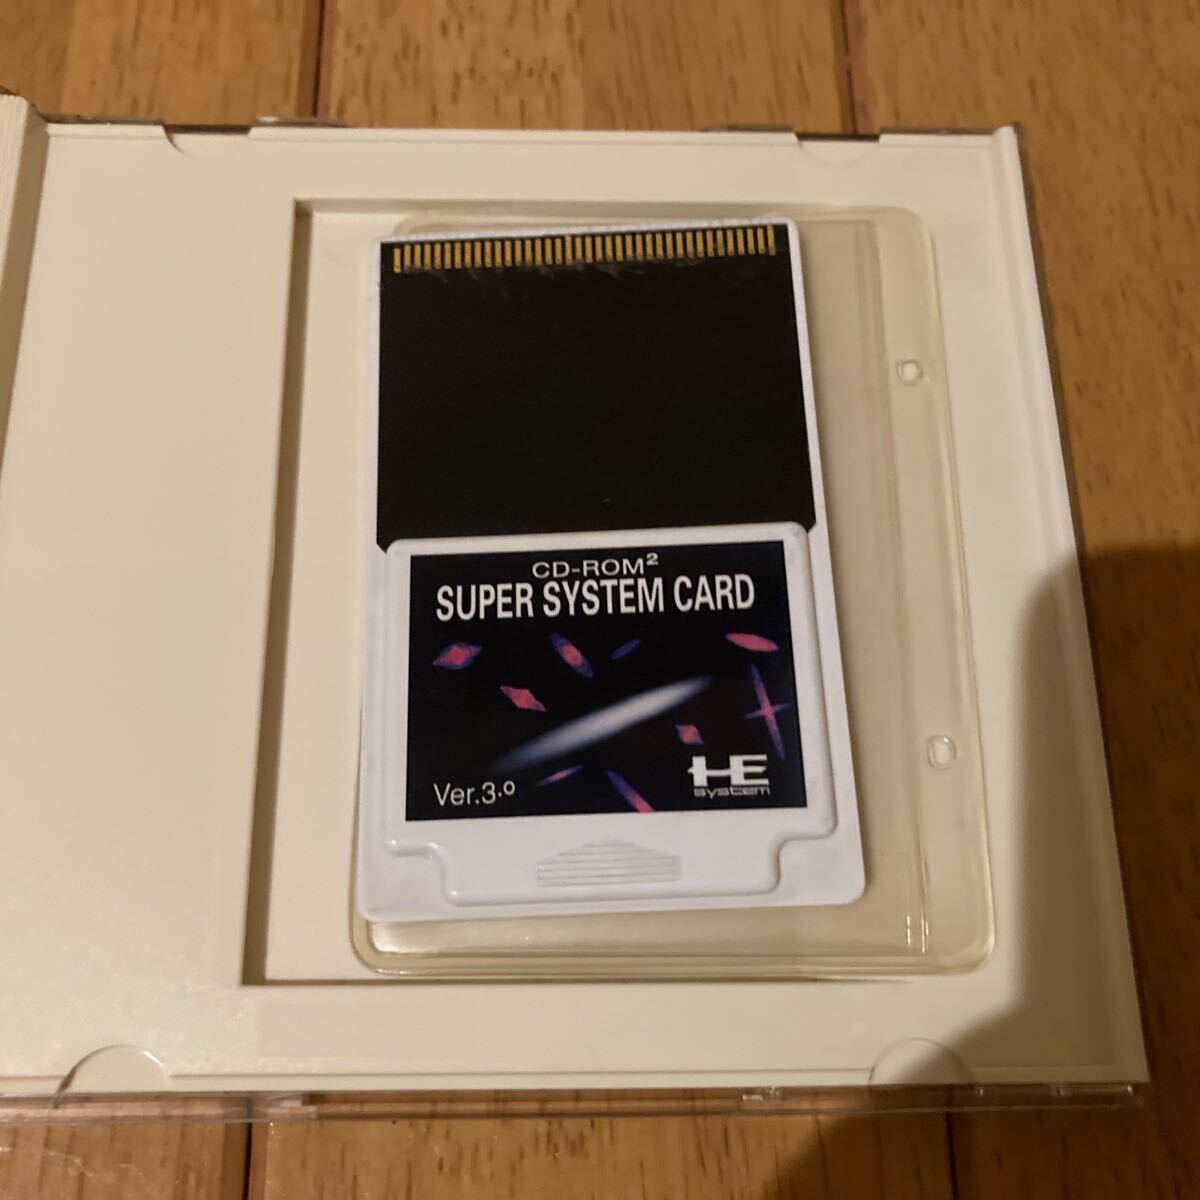 CD-ROM²
SUPER SYSTEM CARD
Ver.3.0
HE
system